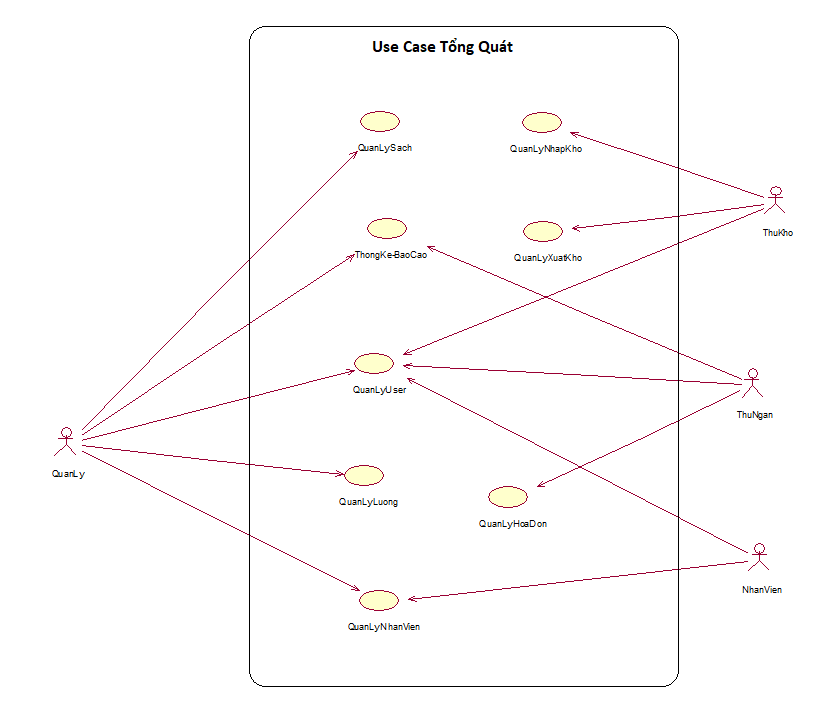 Use Case Tổng Quát
QuanLySach
QuanLyNhapKho
ThuKho
ThongKe-BaoCao
QuanLyXuatKho
QuanLyUser
ThuNgan
QuanLy
QuanLyLuong
QuanLyHoaDon
NhanVien
QuanLyNhanVien